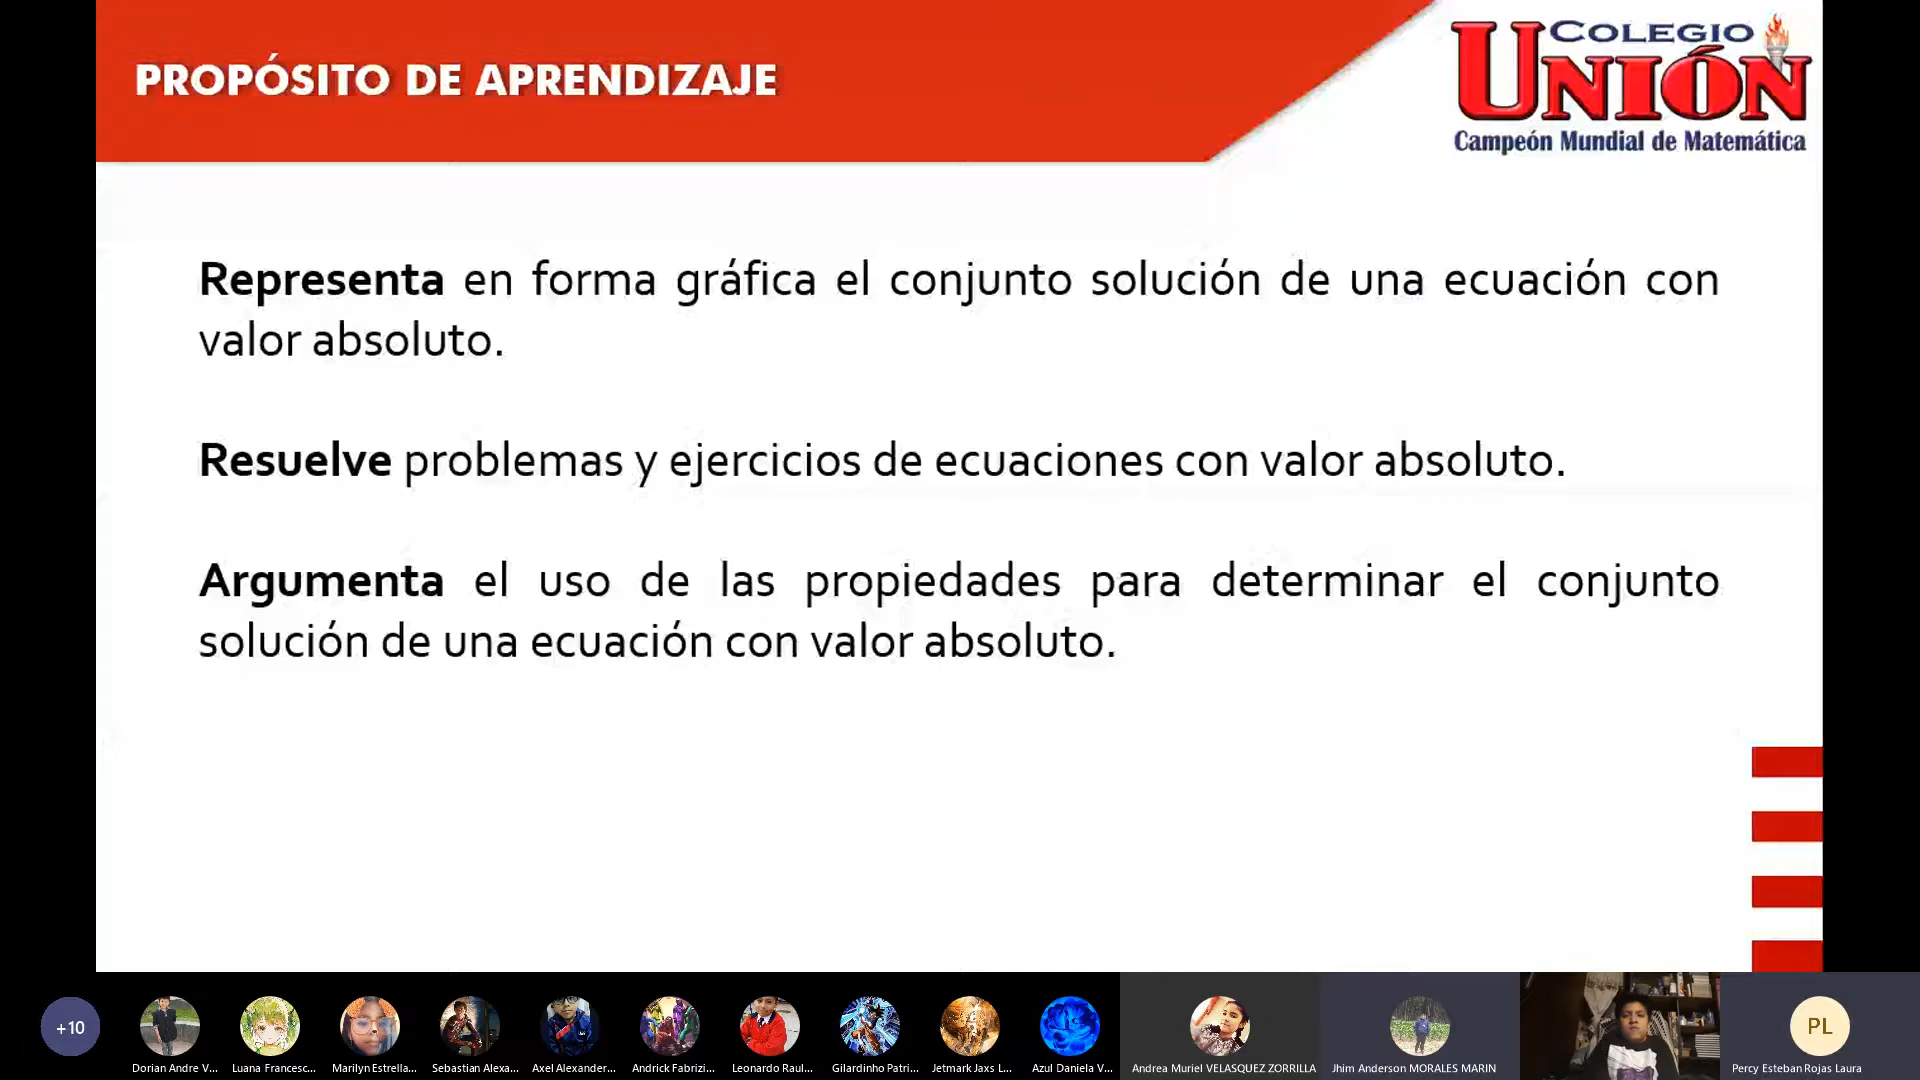 PROPÓSITO DE APRENDIZAJE
COLEGIO
UNIÓN
Campeón Mundial de Matemática
Representa en forma gráfica el conjunto solución de una ecuación con
valor absoluto.
Resuelve problemas y ejercicios de ecuaciones con valor absoluto.
Argumenta el uso de las propiedades para determinar el conjunto
solución de una ecuación con valor absoluto.
+10
PL
Dorian Andre V...
Luana Francesc...
Marilyn Estrella...
Sebastian Alexa...
Axel Alexander...
Andrick Fabrizi...
Leonardo Raul...
Gilardinho Patri...
Jetmark Jaxs L...
Azul Daniela V...
Andrea Muriel VELASQUEZ ZORRILLA
Jhim Anderson MORALES MARIN
Percy Esteban Rojas Laura